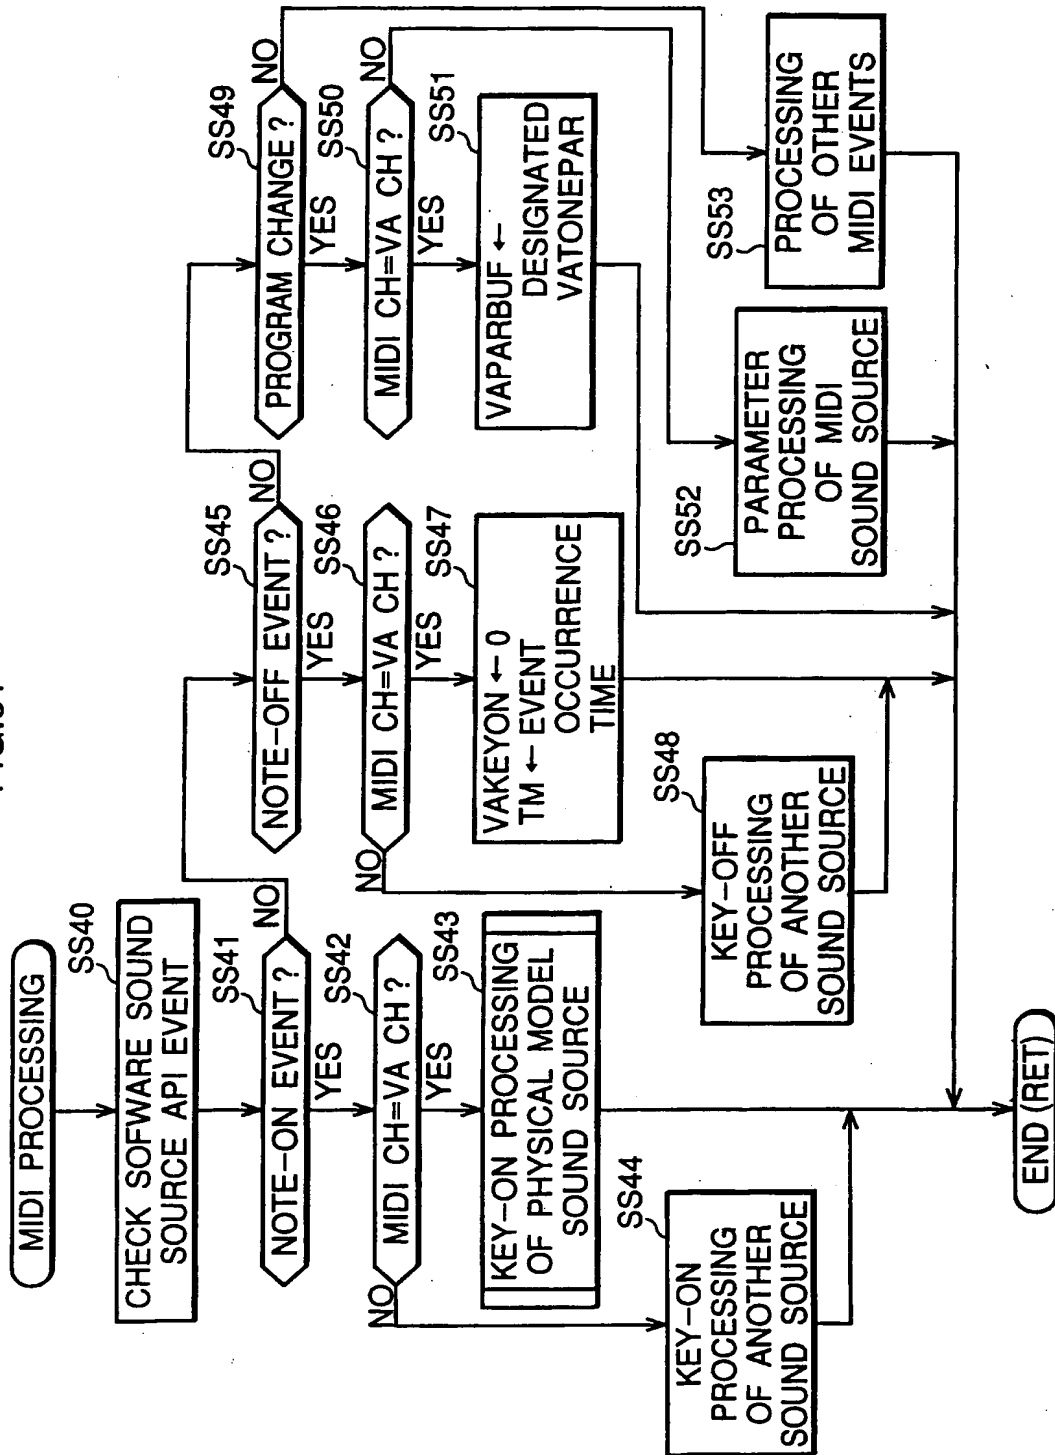 MIDI PROCESSING
SS40
CHECK SOFWARE SOUND
SOURCE API EVENT
SS41
NOTE-ON EVENT?
NO
YES
SS42
MIDI CH=VA CH?
NO
YES
SS43
KEY-ON PROCESSING
OF PHYSICAL MODEL
SOUND SOURCE
SS44
KEY-ON
PROCESSING
OF ANOTHER
SOUND SOURCE
SS45
NOTE-OFF EVENT?
NO
YES
SS46
MIDI CH=VA CH?
NO
YES
SS47
VAKEYON ← 0
TM ← EVENT
OCCURRENCE
TIME
SS48
KEY-OFF
PROCESSING
OF ANOTHER
SOUND SOURCE
SS49
PROGRAM CHANGE?
NO
YES
SS50
MIDI CH=VA CH?
NO
YES
SS51
VAPARBUF ←
DESIGNATED
VATONEPAR
SS52
PARAMETER
PROCESSING
OF MIDI
SOUND SOURCE
SS53
PROCESSING
OF OTHER
MIDI EVENTS
END (RET)